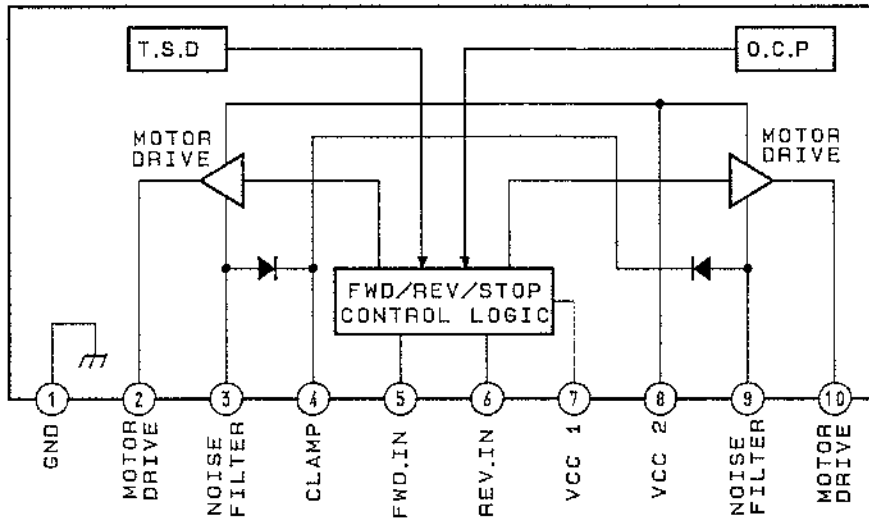 T.S.D
O.C.P
MOTOR
DRIVE
MOTOR
DRIVE
FWD/REV/STOP
CONTROL LOGIC
1
2
3
4
5
6
7
8
9
10
GND
MOTOR
DRIVE
NOISE
FILTER
CLAMP
FWD.IN
REV.IN
VCC 1
VCC 2
NOISE
FILTER
MOTOR
DRIVE